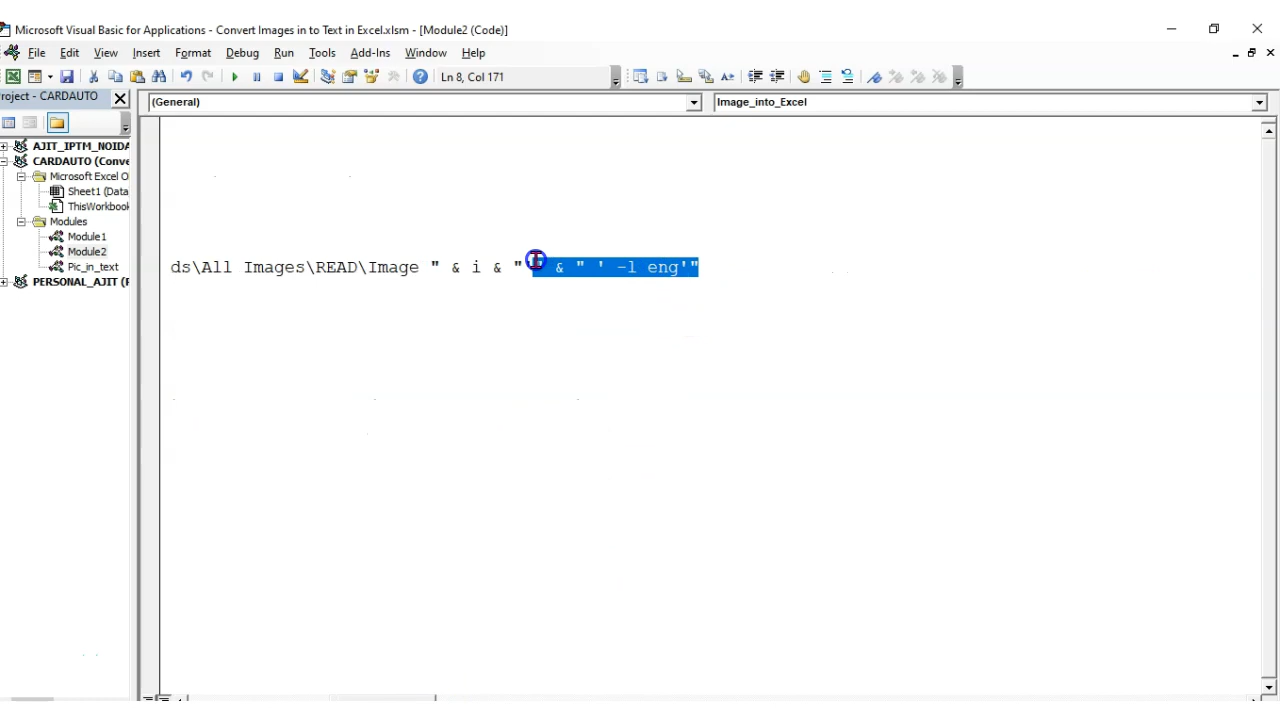 Microsoft Visual Basic for Applications - Convert Images in to Text in Excel.xlsm - [Module2 (Code)]
File Edit View Insert Format Debug Run Tools Add-Ins Window Help
Ln 8, Col 171
roject - CARDAUTO
(General) Image_into_Excel
AJIT_IPTM_NOIDA
CARDAUTO (Conve
Microsoft Excel O
Sheet1 (Data
ThisWorkbook
Modules
Module1
Module2
Pic_in_text
PERSONAL_AJIT (F
ds\All Images\READ\Image " & i & "'" & " ' -l eng'"